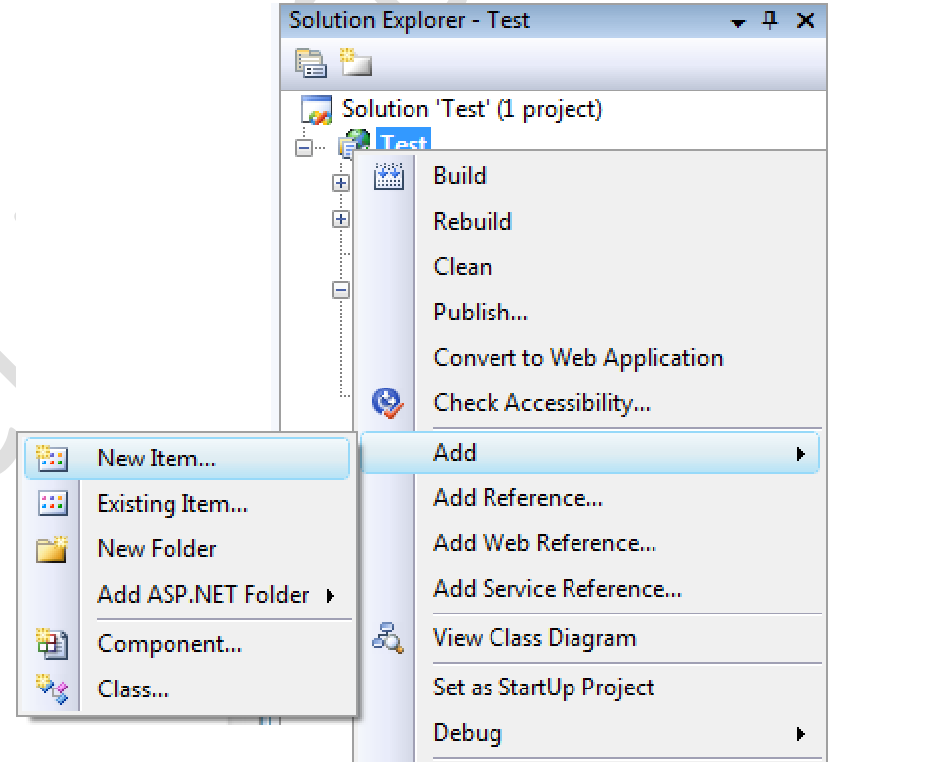 Solution Explorer - Test
Solution 'Test' (1 project)
Test
Build
Rebuild
Clean
Publish...
Convert to Web Application
Check Accessibility...
Add
Add Reference...
Add Web Reference...
Add Service Reference...
View Class Diagram
Set as StartUp Project
Debug
New Item...
Existing Item...
New Folder
Add ASP.NET Folder
Component...
Class...